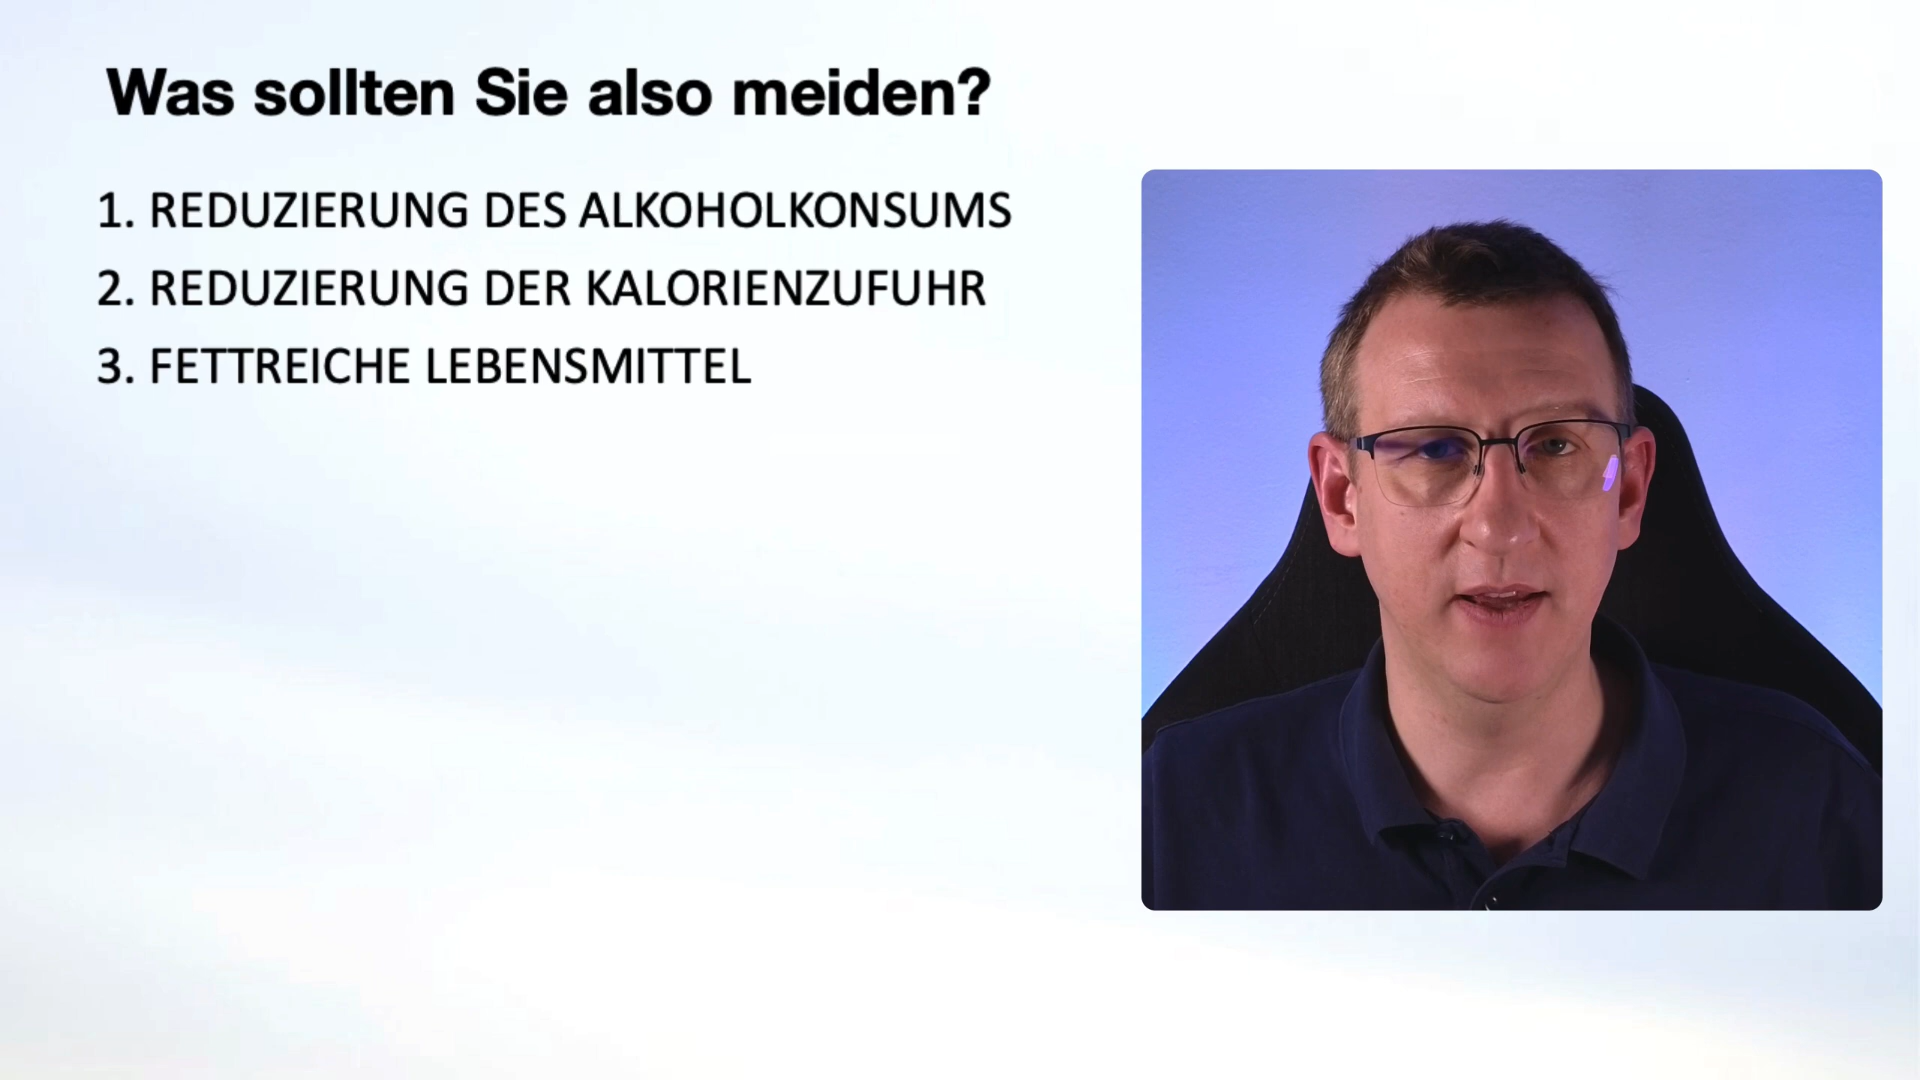 Was sollten Sie also meiden?
1. REDUZIERUNG DES ALKOHOLKONSUMS
2. REDUZIERUNG DER KALORIENZUFUHR
3. FETTREICHE LEBENSMITTEL